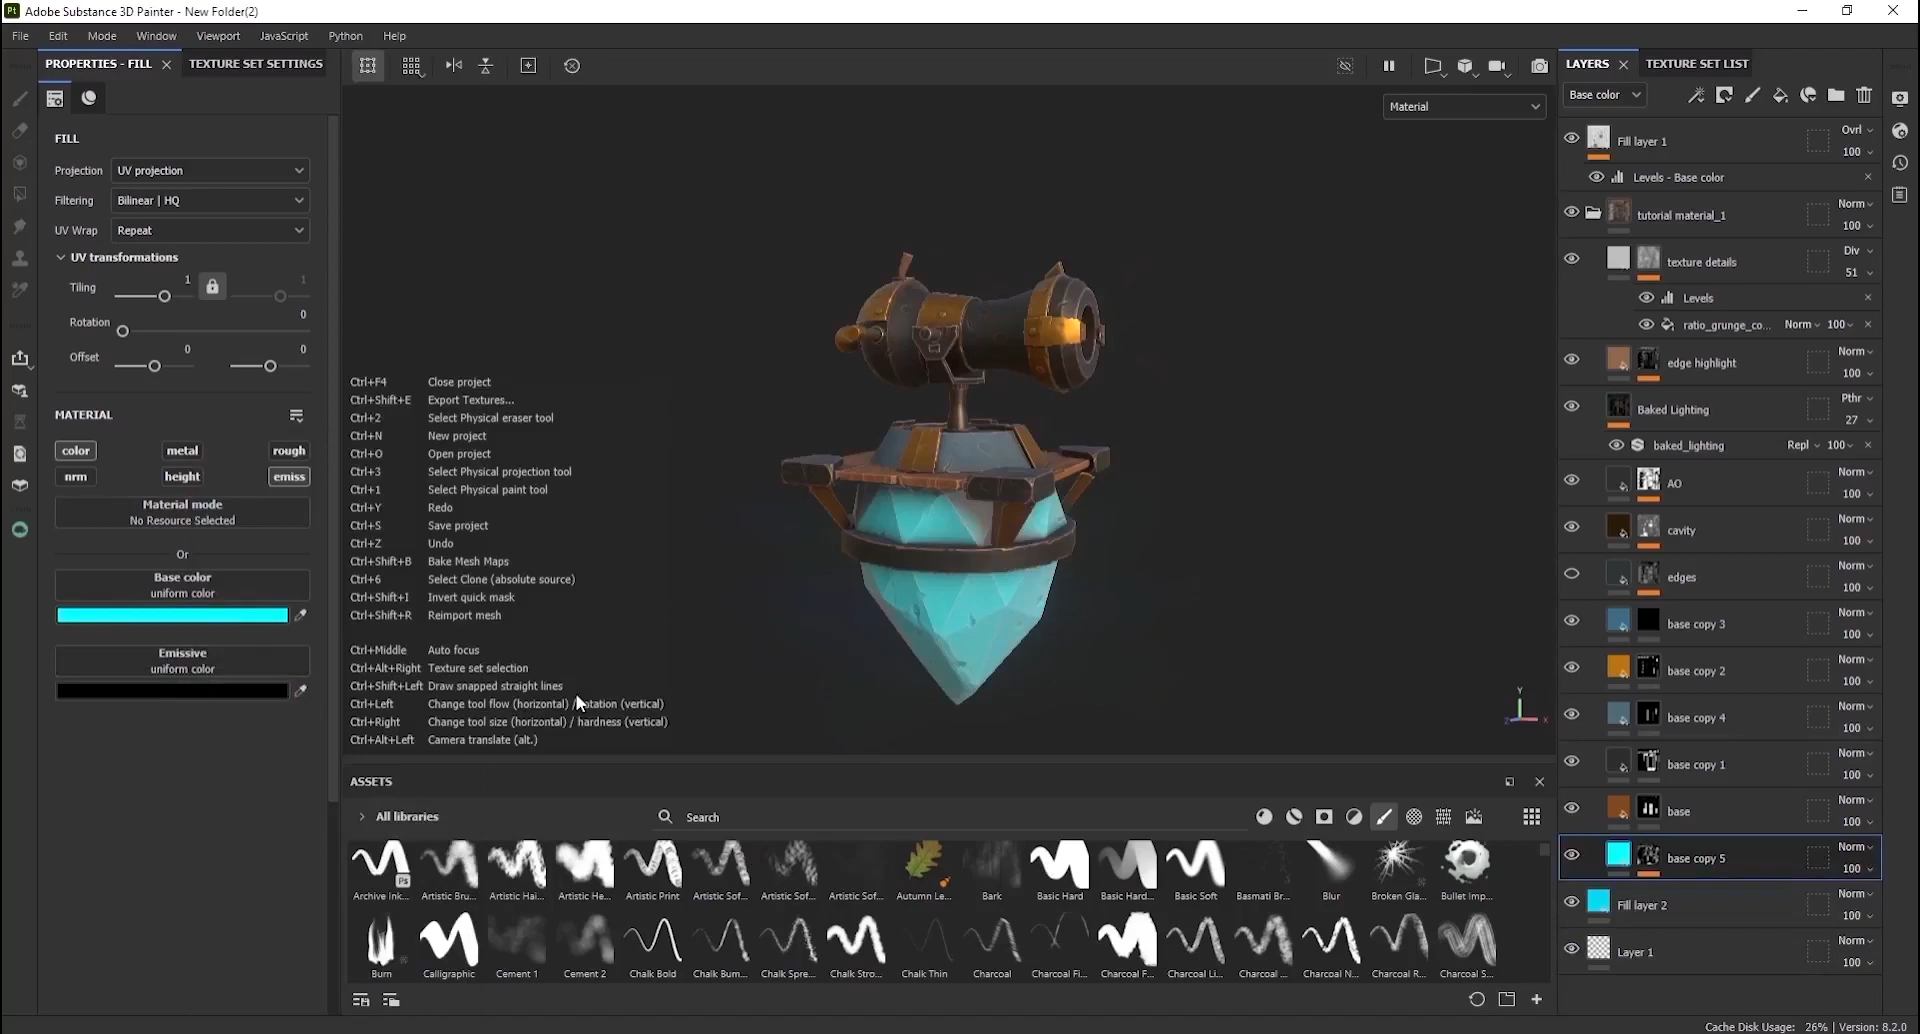 Pt Adobe Substance 3D Painter - New Folder(2)
File Edit Mode Window Viewport JavaScript Python Help
PROPERTIES - FILL TEXTURE SET SETTINGS
FILL
Projection UV projection
Filtering Bilinear | HQ
UV Wrap Repeat
UV transformations
Tiling 1 1
Rotation 0
Offset 0 0
MATERIAL
color metal rough
nrm height emiss
Material mode
No Resource Selected
Or
Base color
uniform color
Emissive
uniform color
Material
Ctrl+F4 Close project
Ctrl+Shift+E Export Textures...
Ctrl+2 Select Physical eraser tool
Ctrl+N New project
Ctrl+O Open project
Ctrl+3 Select Physical projection tool
Ctrl+1 Select Physical paint tool
Ctrl+Y Redo
Ctrl+S Save project
Ctrl+Z Undo
Ctrl+Shift+B Bake Mesh Maps
Ctrl+6 Select Clone (absolute source)
Ctrl+Shift+I Invert quick mask
Ctrl+Shift+R Reimport mesh
Ctrl+Middle Auto focus
Ctrl+Alt+Right Texture set selection
Ctrl+Shift+Left Draw snapped straight lines
Ctrl+Left Change tool flow (horizontal) / otation (vertical)
Ctrl+Right Change tool size (horizontal) / hardness (vertical)
Ctrl+Alt+Left Camera translate (alt.)
Y
Z X
ASSETS
All libraries Search
Archive Ink... Artistic Bru... Artistic Hai... Artistic He... Artistic Print Artistic Sof... Artistic Sof... Artistic Sof... Autumn Le... Bark Basic Hard Basic Hard... Basic Soft Basmati Br... Blur Broken Gla... Bullet Imp...
Ps
Burn Calligraphic Cement 1 Cement 2 Chalk Bold Chalk Bum... Chalk Spre... Chalk Stro... Chalk Thin Charcoal Charcoal Fi... Charcoal F... Charcoal Li... Charcoal ... Charcoal N... Charcoal R... Charcoal S...
LAYERS TEXTURE SET LIST
Base color
Fill layer 1 Ovrl 100
Levels - Base color
tutorial material_1 Norm 100
texture details Div 51
Levels
ratio_grunge_co... Norm 100
edge highlight Norm 100
Baked Lighting Pthr 27
baked_lighting Repl 100
AO Norm 100
cavity Norm 100
edges Norm 100
base copy 3 Norm 100
base copy 2 Norm 100
base copy 4 Norm 100
base copy 1 Norm 100
base Norm 100
base copy 5 Norm 100
Fill layer 2 Norm 100
Layer 1 Norm 100
Cache Disk Usage: 26% | Version: 8.2.0